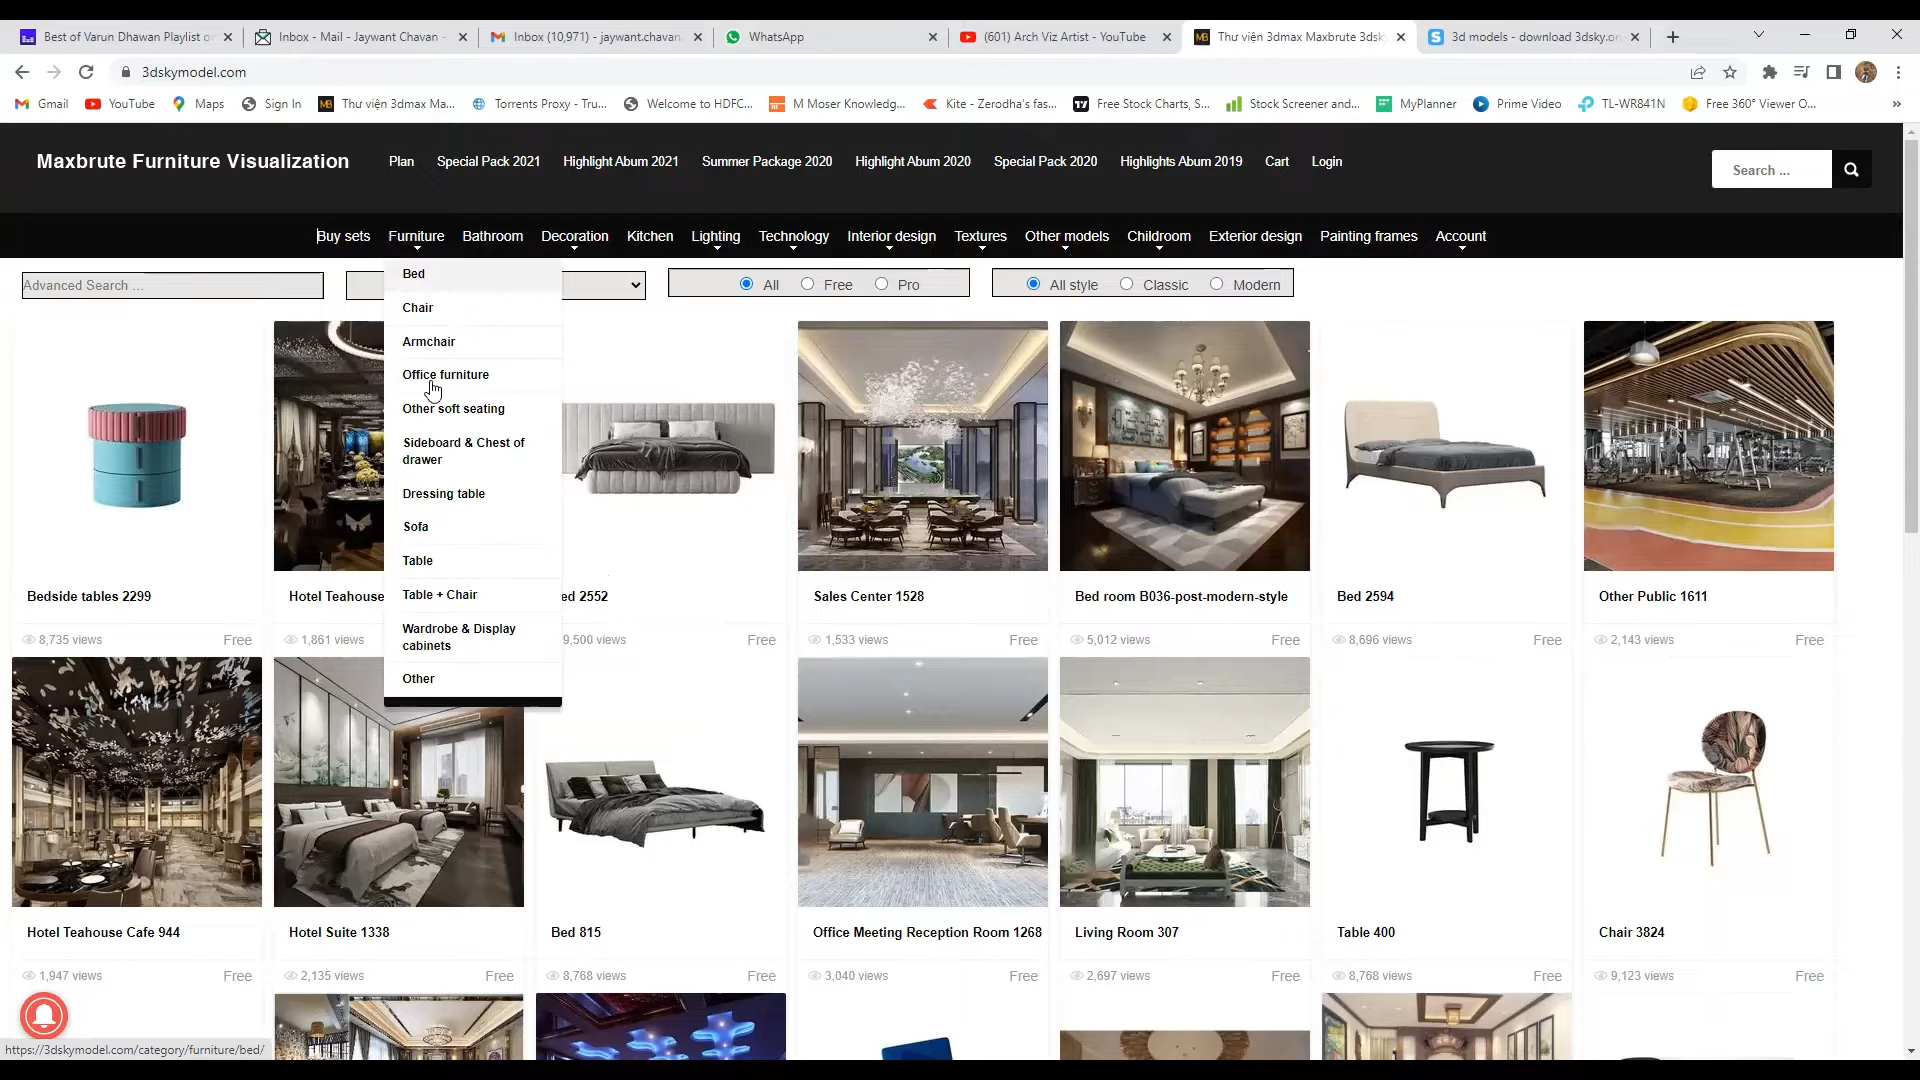 Best of Varun Dhawan Playlist on
Inbox - Mail - Jaywant Chavan -
Inbox (10,971) - jaywant.chavan
WhatsApp
(601) Arch Viz Artist - YouTube
Thư viện 3dmax Maxbrute 3dsk
3d models - download 3dsky.on
3dskymodel.com
Gmail
YouTube
Maps
Sign In
Thư viện 3dmax Ma...
Torrents Proxy - Tru...
Welcome to HDFC...
M Moser Knowledg...
Kite - Zerodha's fas...
Free Stock Charts, S...
Stock Screener and...
MyPlanner
Prime Video
TL-WR841N
Free 360° Viewer O...
»
Maxbrute Furniture Visualization
Plan
Special Pack 2021
Highlight Abum 2021
Summer Package 2020
Highlight Abum 2020
Special Pack 2020
Highlights Abum 2019
Cart
Login
Search ...
Buy sets
Furniture
Bathroom
Decoration
Kitchen
Lighting
Technology
Interior design
Textures
Other models
Childroom
Exterior design
Painting frames
Account
Advanced Search ...
All
Free
Pro
All style
Classic
Modern
Bed
Chair
Armchair
Office furniture
Other soft seating
Sideboard & Chest of
drawer
Dressing table
Sofa
Table
Table + Chair
Wardrobe & Display
cabinets
Other
Bedside tables 2299
Hotel Teahouse
ed 2552
Sales Center 1528
Bed room B036-post-modern-style
Bed 2594
Other Public 1611
8,735 views
Free
1,861 views
9,500 views
Free
1,533 views
Free
5,012 views
Free
8,696 views
Free
2,143 views
Free
Hotel Teahouse Cafe 944
Hotel Suite 1338
Bed 815
Office Meeting Reception Room 1268
Living Room 307
Table 400
Chair 3824
1,947 views
Free
2,135 views
Free
8,768 views
Free
3,040 views
Free
2,697 views
Free
8,768 views
Free
9,123 views
Free
https://3dskymodel.com/category/furniture/bed/